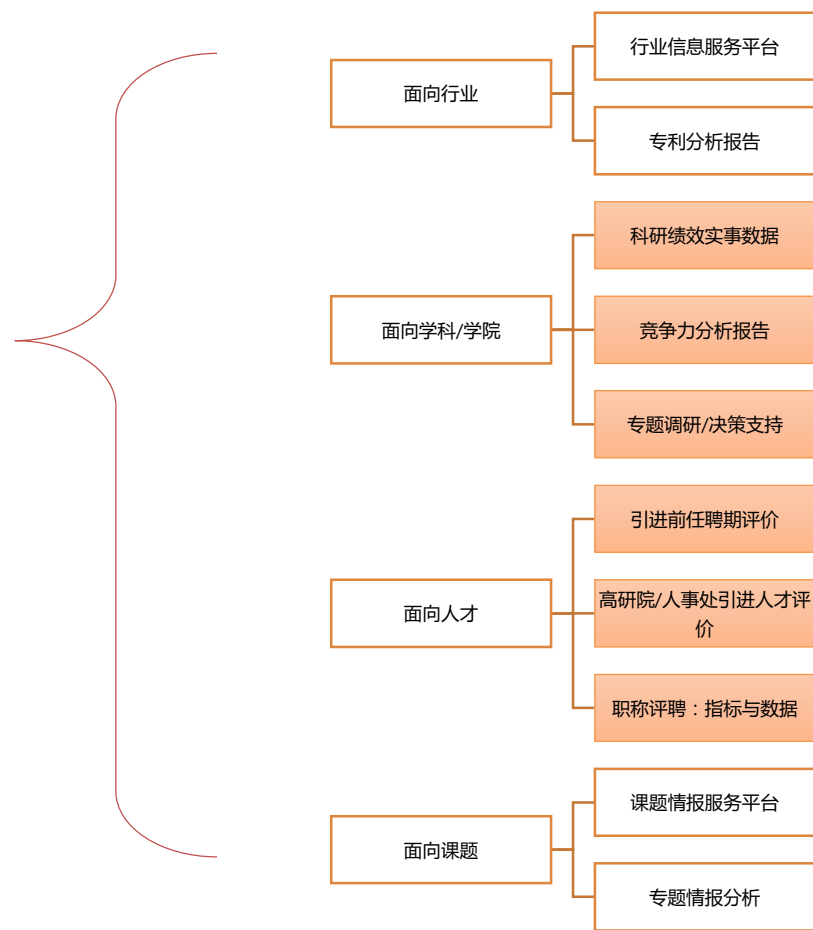 面向行业
行业信息服务平台
专利分析报告
面向学科/学院
科研绩效实事数据
竞争力分析报告
专题调研/决策支持
面向人才
引进前任聘期评价
高研院/人事处引进人才评
价
职称评聘：指标与数据
面向课题
课题情报服务平台
专题情报分析